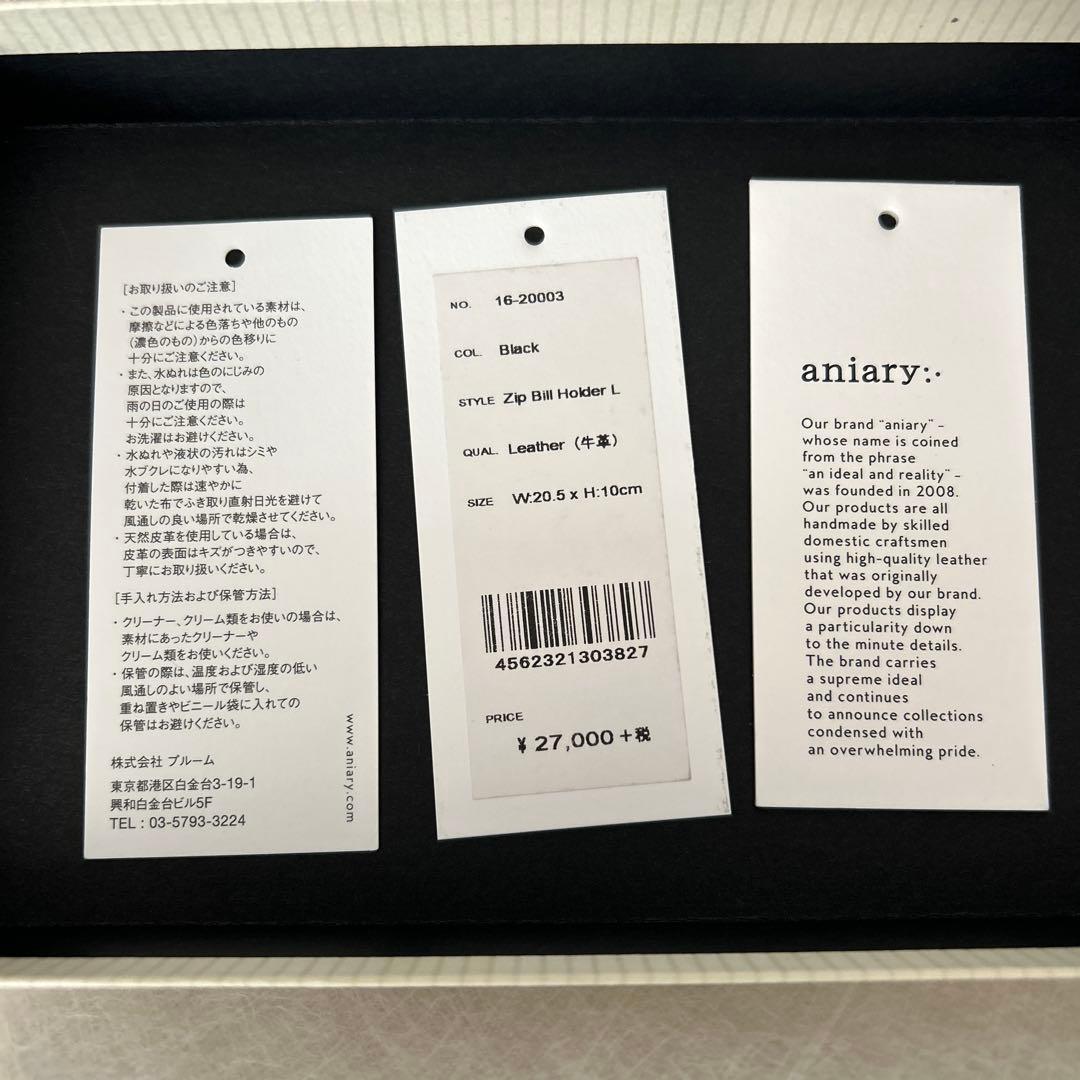 [お取り扱いのご注意]
・この製品に使用されている素材は、
摩擦などによる色落ちや他のもの
(濃色のもの)からの色移りに
十分にご注意ください。
・また、水ぬれは色のにじみの
原因となりますので、
雨の日のご使用の際は
十分にご注意ください。
お洗濯はお避けください。
・水ぬれや液状の汚れはシミや
水ブクレになりやすい為、
付着した際は速やかに
乾いた布でふき取り直射日光を避けて
風通しの良い場所で乾燥させてください。
・天然皮革を使用している場合は、
皮革の表面はキズがつきやすいので、
丁寧にお取り扱いください。
[手入れ方法および保管方法]
・クリーナー、クリーム類をお使いの場合は、
素材にあったクリーナーや
クリーム類をお使いください。
・保管の際は、温度および湿度の低い
風通しのよい場所で保管し、
重ね置きやビニール袋に入れての
保管はお避けください。
株式会社 ブルーム
東京都港区白金台3-19-1
興和白金台ビル5F
TEL : 03-5793-3224
www.aniary.com
NO. 16-20003
COL. Black
STYLE Zip Bill Holder L
QUAL. Leather (牛革)
SIZE W:20.5 x H:10cm
4562321303827
PRICE
¥ 27,000+税
aniary:·
Our brand "aniary" –
whose name is coined
from the phrase
"an ideal and reality" –
was founded in 2008.
Our products are all
handmade by skilled
domestic craftsmen
using high-quality leather
that was originally
developed by our brand.
Our products display
a particularity down
to the minute details.
The brand carries
a supreme ideal
and continues
to announce collections
condensed with
an overwhelming pride.